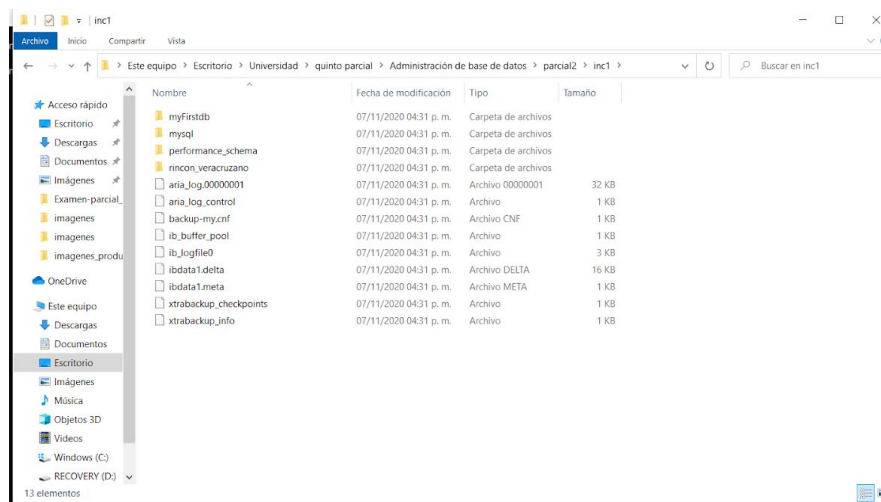 inc1
Archivo Inicio Compartir Vista
Este equipo > Escritorio > Universidad > quinto parcial > Administración de base de datos > parcial2 > inc1 >
Buscar en inc1
Nombre Fecha de modificación Tipo Tamaño
Acceso rápido
Escritorio
Descargas
Documentos
Imágenes
Examen-parcial_
imagenes
imagenes
imagenes_produ
OneDrive
Este equipo
Descargas
Documentos
Escritorio
Imágenes
Música
Objetos 3D
Videos
Windows (C:)
RECOVERY (D:)
myFirstdb 07/11/2020 04:31 p. m. Carpeta de archivos
mysql 07/11/2020 04:31 p. m. Carpeta de archivos
performance_schema 07/11/2020 04:31 p. m. Carpeta de archivos
rincon_veracruzano 07/11/2020 04:31 p. m. Carpeta de archivos
aria_log.00000001 07/11/2020 04:31 p. m. Archivo 00000001 32 KB
aria_log_control 07/11/2020 04:31 p. m. Archivo 1 KB
backup-my.cnf 07/11/2020 04:31 p. m. Archivo CNF 1 KB
ib_buffer_pool 07/11/2020 04:31 p. m. Archivo 1 KB
ib_logfile0 07/11/2020 04:31 p. m. Archivo 3 KB
ibdata1.delta 07/11/2020 04:31 p. m. Archivo DELTA 16 KB
ibdata1.meta 07/11/2020 04:31 p. m. Archivo META 1 KB
xtrabackup_checkpoints 07/11/2020 04:31 p. m. Archivo 1 KB
xtrabackup_info 07/11/2020 04:31 p. m. Archivo 1 KB
13 elementos